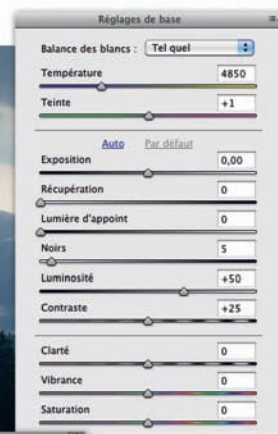 Réglages de base
Balance des blancs : Tel quel
Température 4850
Teinte +1
Auto Par défaut
Exposition 0,00
Récupération 0
Lumière d'appoint 0
Noirs 5
Luminosité +50
Contraste +25
Clarté 0
Vibrance 0
Saturation 0